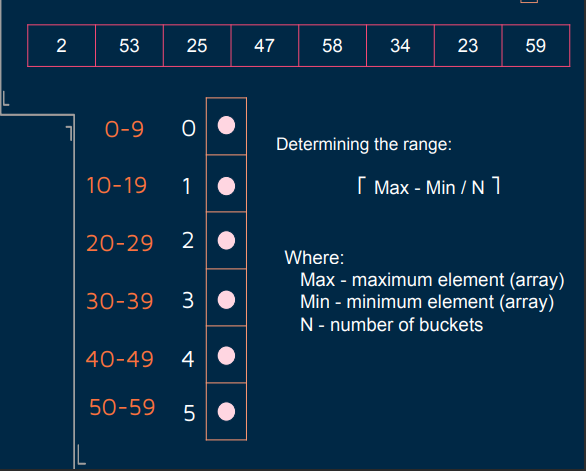 2 53 25 47 58 34 23 59
0-9 0
10-19 1
20-29 2
30-39 3
40-49 4
50-59 5
Determining the range:
⌈ Max - Min / N ⌉
Where:
Max - maximum element (array)
Min - minimum element (array)
N - number of buckets